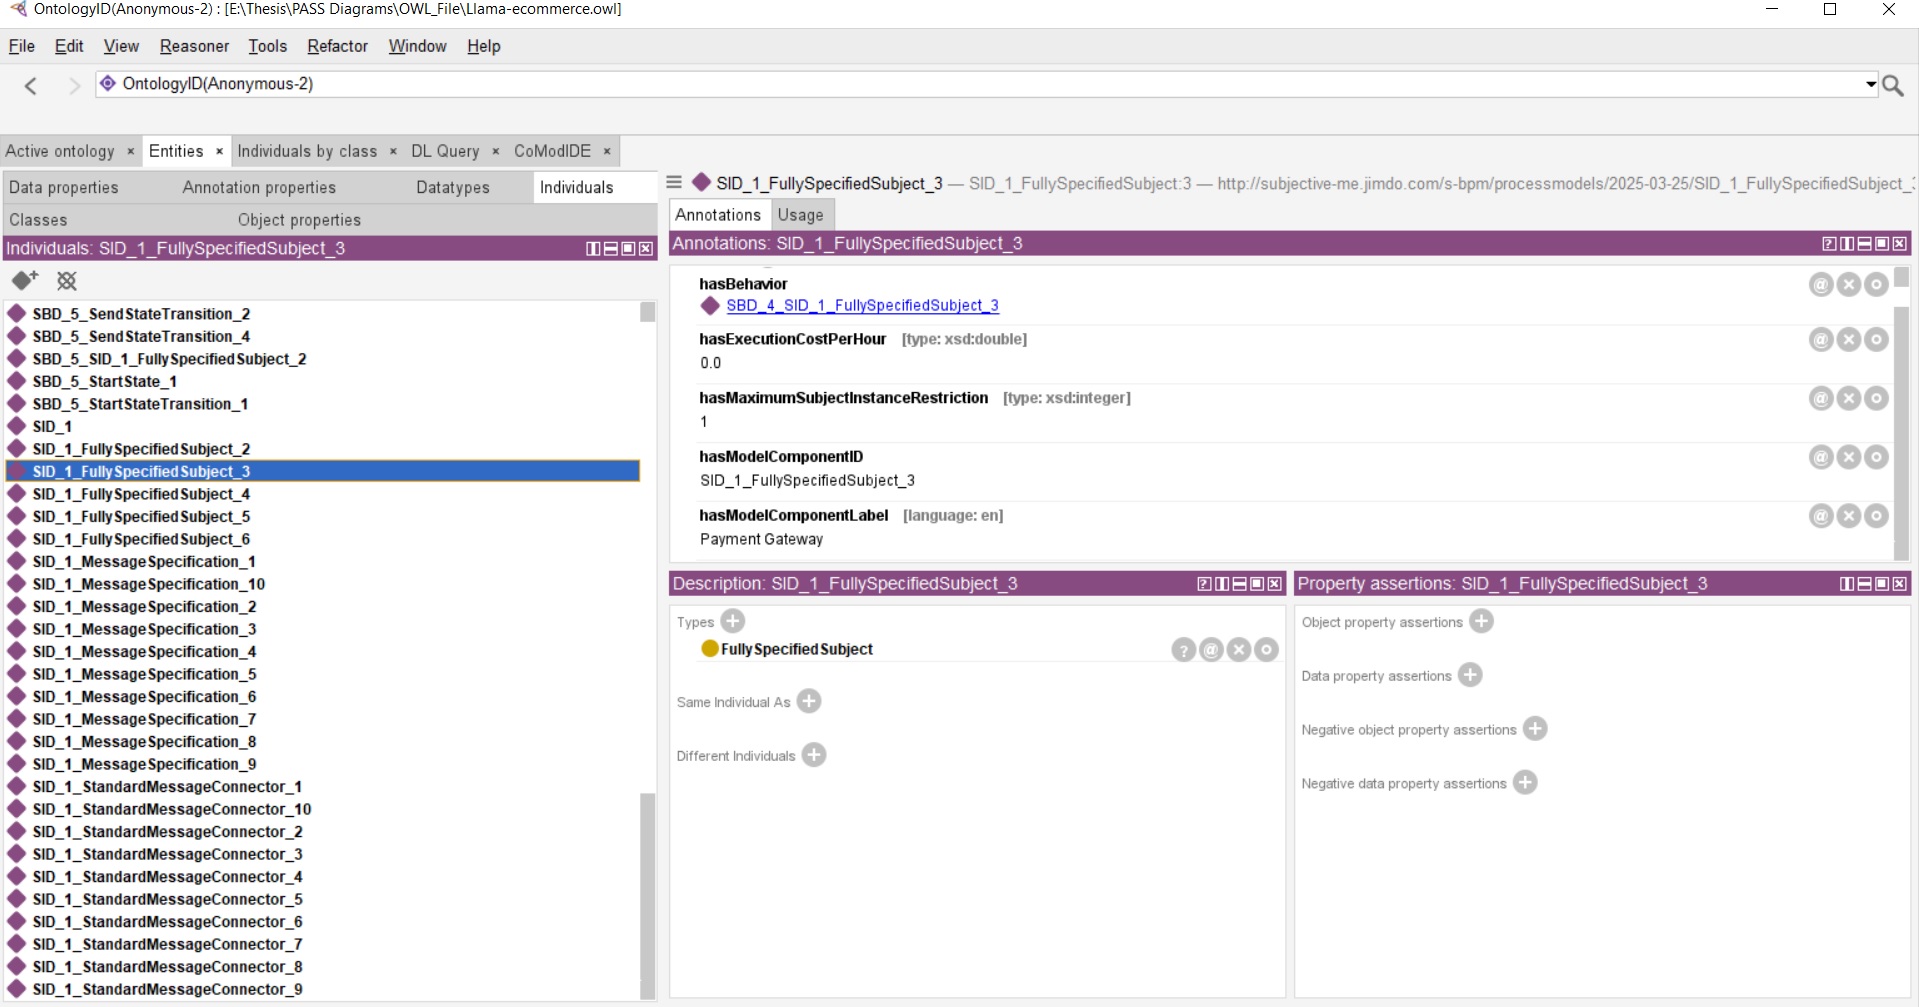 OntologyID(Anonymous-2) : [E:\Thesis\PASS Diagrams\OWL_File\Llama-ecommerce.owl]
File Edit View Reasoner Tools Refactor Window Help
OntologyID(Anonymous-2)
Active ontology × Entities × Individuals by class × DL Query × CoModIDE ×
Data properties Annotation properties Datatypes Individuals
Classes Object properties
Individuals: SID_1_FullySpecifiedSubject_3
SBD_5_SendStateTransition_2
SBD_5_SendStateTransition_4
SBD_5_SID_1_FullySpecifiedSubject_2
SBD_5_StartState_1
SBD_5_StartStateTransition_1
SID_1
SID_1_FullySpecifiedSubject_2
SID_1_FullySpecifiedSubject_3
SID_1_FullySpecifiedSubject_4
SID_1_FullySpecifiedSubject_5
SID_1_FullySpecifiedSubject_6
SID_1_MessageSpecification_1
SID_1_MessageSpecification_10
SID_1_MessageSpecification_2
SID_1_MessageSpecification_3
SID_1_MessageSpecification_4
SID_1_MessageSpecification_5
SID_1_MessageSpecification_6
SID_1_MessageSpecification_7
SID_1_MessageSpecification_8
SID_1_MessageSpecification_9
SID_1_StandardMessageConnector_1
SID_1_StandardMessageConnector_10
SID_1_StandardMessageConnector_2
SID_1_StandardMessageConnector_3
SID_1_StandardMessageConnector_4
SID_1_StandardMessageConnector_5
SID_1_StandardMessageConnector_6
SID_1_StandardMessageConnector_7
SID_1_StandardMessageConnector_8
SID_1_StandardMessageConnector_9
SID_1_FullySpecifiedSubject_3 — SID_1_FullySpecifiedSubject:3 — http://subjective-me.jimdo.com/s-bpm/processmodels/2025-03-25/SID_1_FullySpecifiedSubject_
Annotations Usage
Annotations: SID_1_FullySpecifiedSubject_3
hasBehavior
SBD_4_SID_1_FullySpecifiedSubject_3
hasExecutionCostPerHour [type: xsd:double]
0.0
hasMaximumSubjectInstanceRestriction [type: xsd:integer]
1
hasModelComponentID
SID_1_FullySpecifiedSubject_3
hasModelComponentLabel [language: en]
Payment Gateway
Description: SID_1_FullySpecifiedSubject_3
Types
FullySpecifiedSubject
Same Individual As
Different Individuals
Property assertions: SID_1_FullySpecifiedSubject_3
Object property assertions
Data property assertions
Negative object property assertions
Negative data property assertions